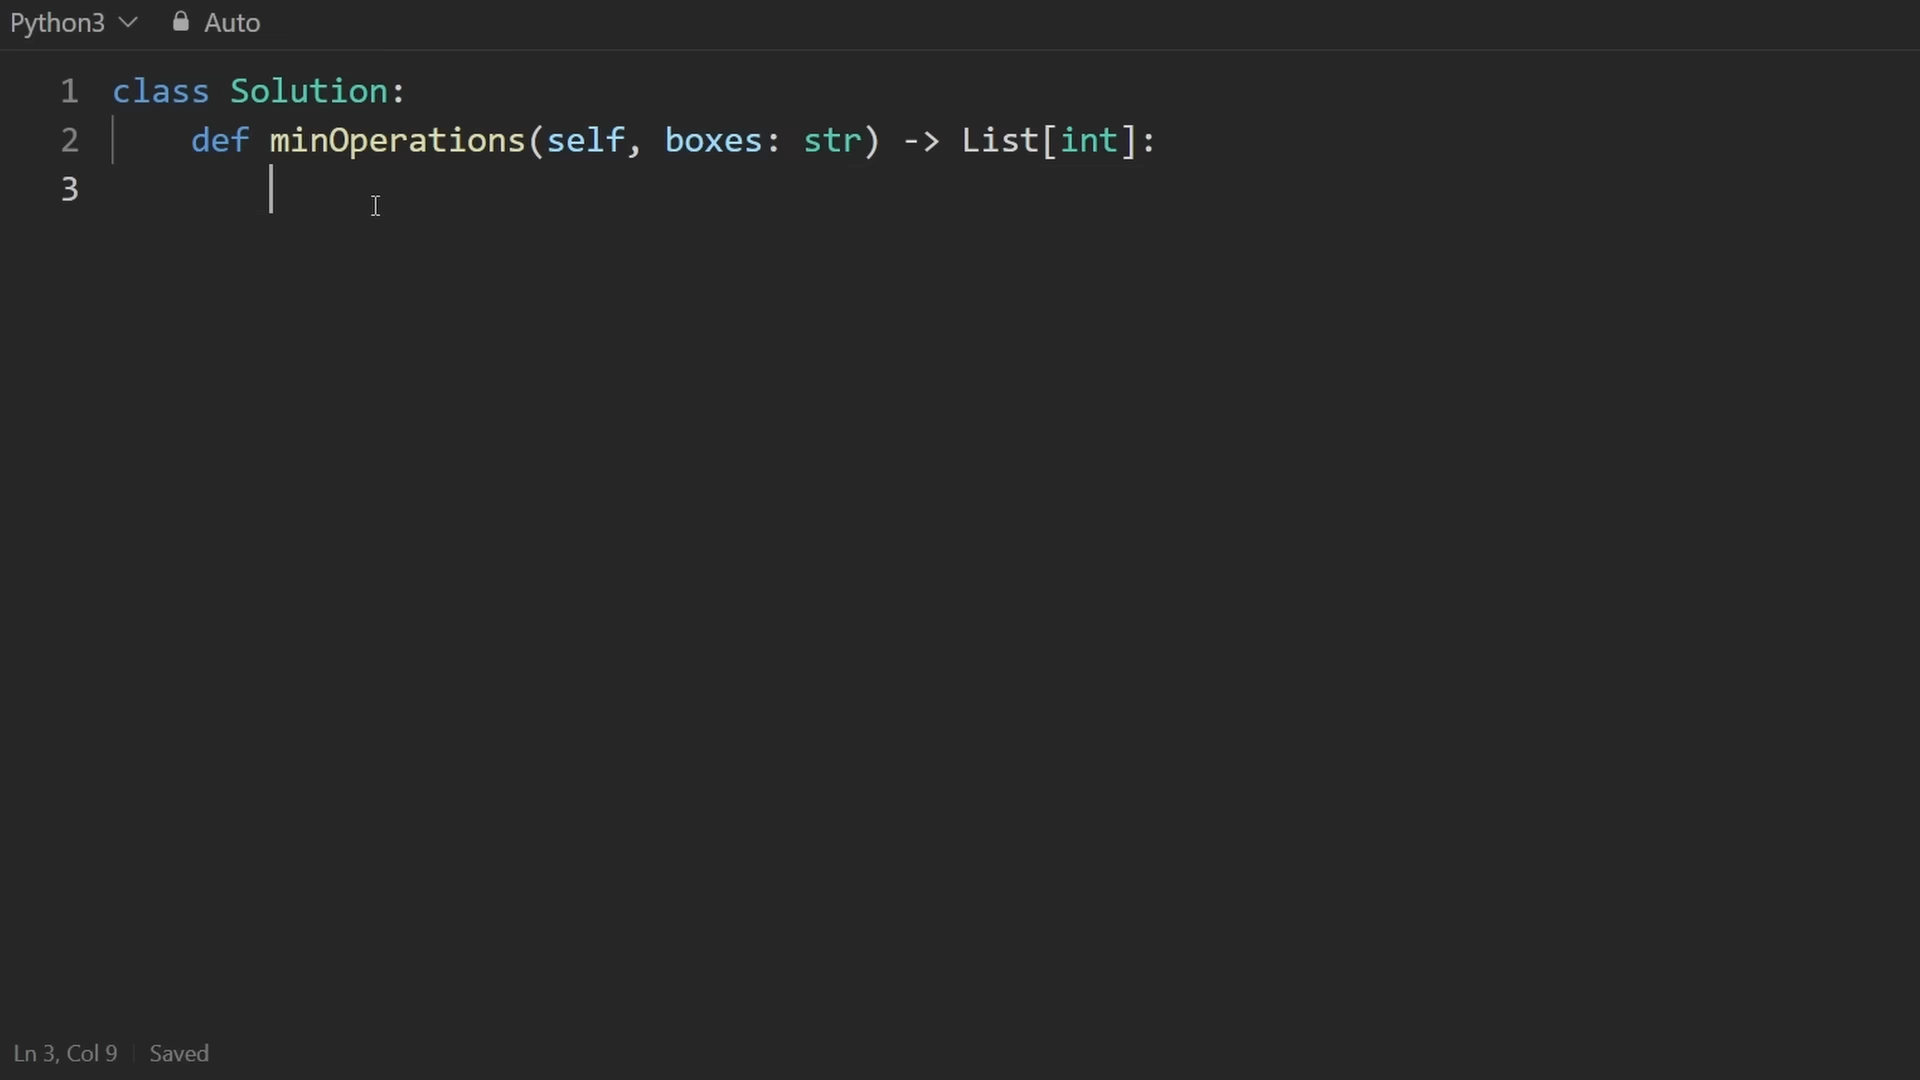 Python3 Auto
1 class Solution:
2 def minOperations(self, boxes: str) -> List[int]:
3
Ln 3, Col 9 Saved